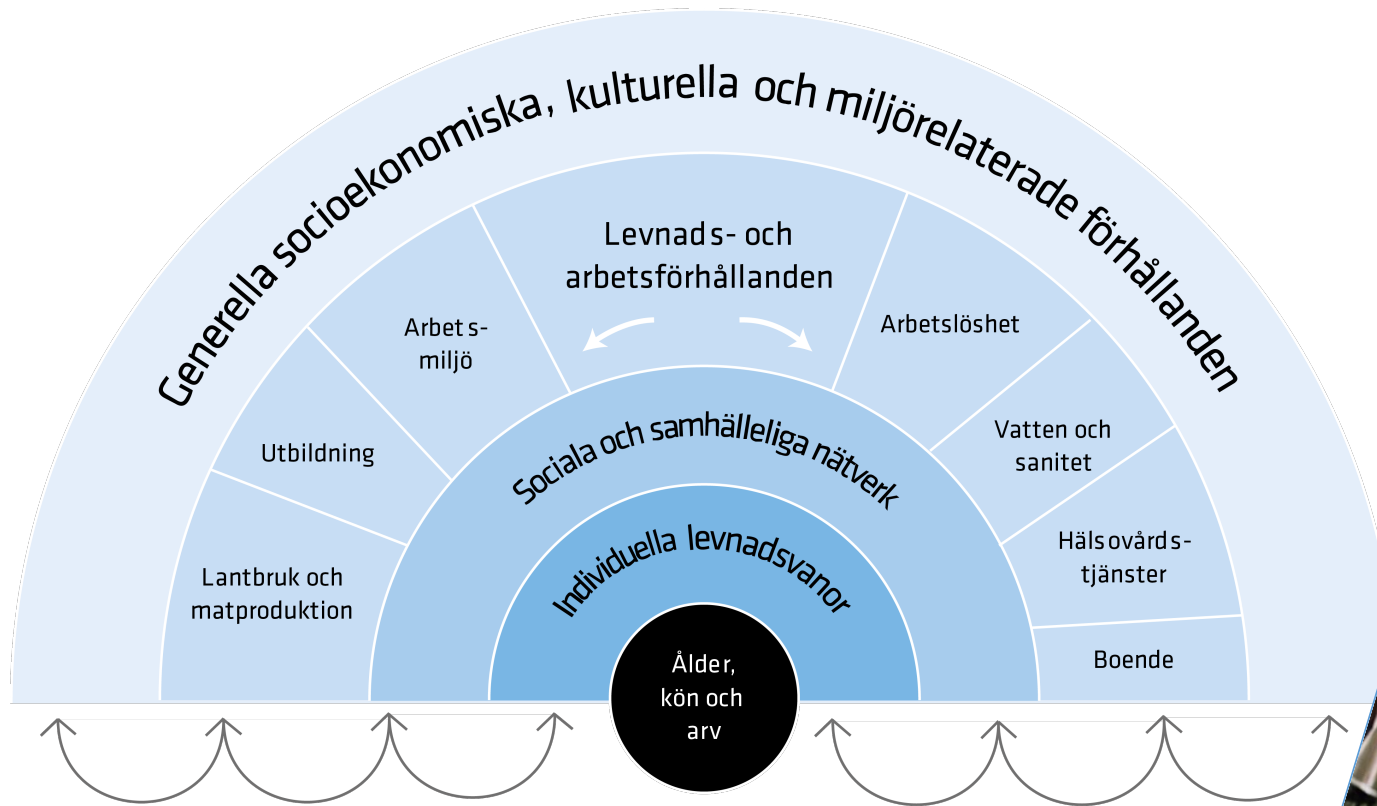 Generella socioekonomiska, kulturella och miljörelaterade förhållanden
Levnads- och
arbetsförhållanden
Arbets-
miljö
Utbildning
Lantbruk och
matproduktion
Arbetslöshet
Vatten och
sanitet
Hälsovårds-
tjänster
Boende
Sociala och samhälleliga nätverk
Individuella levnadsvanor
Ålder,
kön och
arv